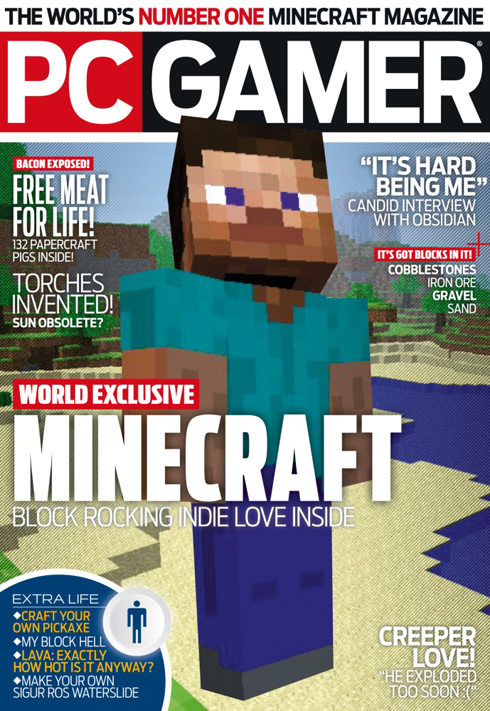 THE WORLD'S NUMBER ONE MINECRAFT MAGAZINE
PC GAMER®
BACON EXPOSED!
FREE MEAT
FOR LIFE!
132 PAPERCRAFT
PIGS INSIDE!
TORCHES
INVENTED!
SUN OBSOLETE?
“IT'S HARD
BEING ME”
CANDID INTERVIEW
WITH OBSIDIAN
IT'S GOT BLOCKS IN IT!
COBBLESTONES
IRON ORE
GRAVEL
SAND
WORLD EXCLUSIVE
MINECRAFT
BLOCK ROCKING INDIE LOVE INSIDE
EXTRA LIFE
◆CRAFT YOUR
OWN PICKAXE
◆MY BLOCK HELL
◆LAVA: EXACTLY
HOW HOT IS IT ANYWAY?
◆MAKE YOUR OWN
SIGUR ROS WATERSLIDE
CREEPER
LOVE!
“HE EXPLODED
TOO SOON :(”